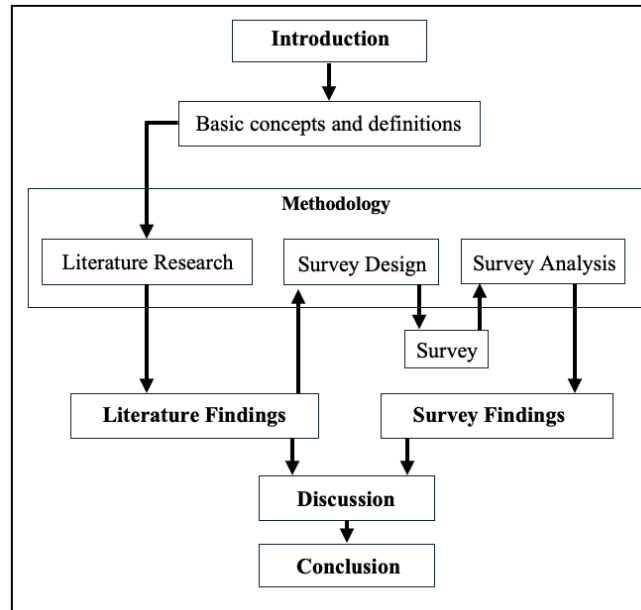 Introduction
Basic concepts and definitions
Methodology
Literature Research
Survey Design
Survey Analysis
Survey
Literature Findings
Survey Findings
Discussion
Conclusion